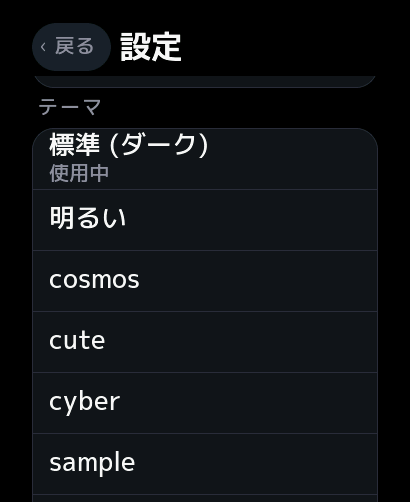 ‹ 戻る 設定
テーマ
標準 (ダーク)
使用中
明るい
cosmos
cute
cyber
sample